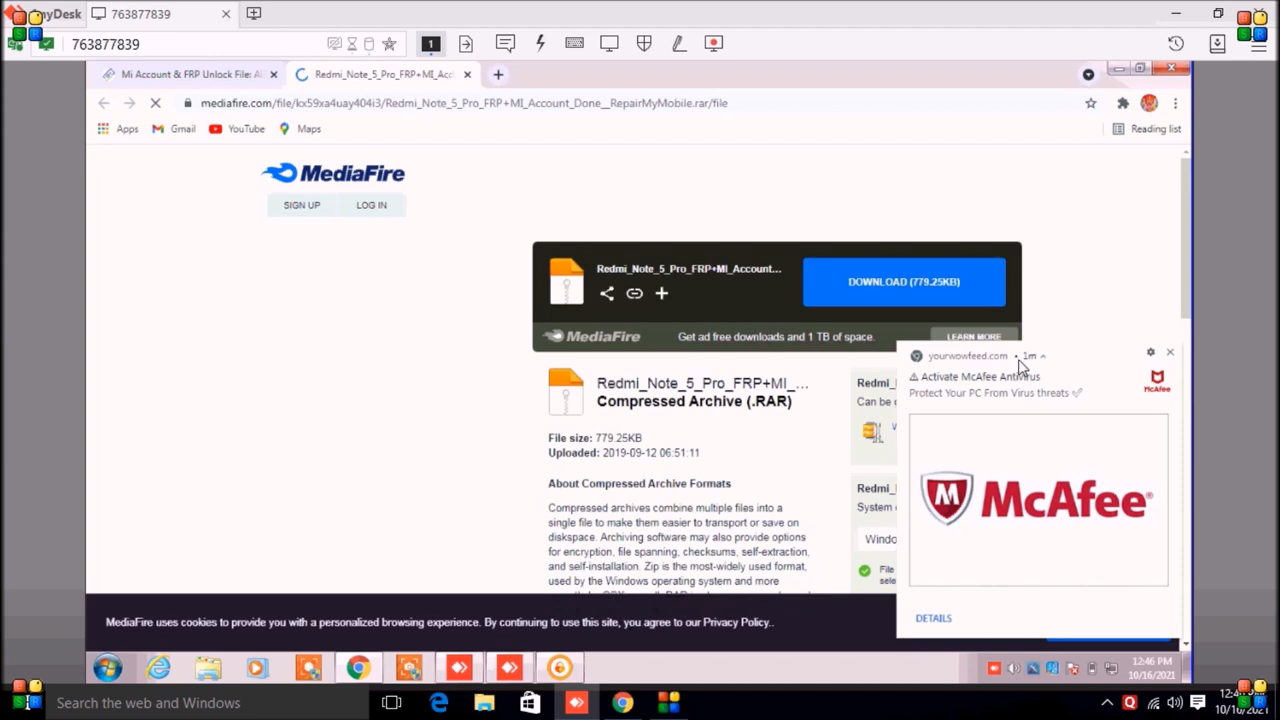 AnyDesk
763877839
763877839
1
Mi Account & FRP Unlock File: Al
Redmi_Note_5_Pro_FRP+MI_Acc
mediafire.com/file/kx59xa4uay404i3/Redmi_Note_5_Pro_FRP+MI_Account_Done__RepairMyMobile.rar/file
Apps
Gmail
YouTube
Maps
Reading list
MediaFire
SIGN UP
LOG IN
Redmi_Note_5_Pro_FRP+MI_Account...
DOWNLOAD (779.25KB)
MediaFire
Get ad free downloads and 1 TB of space.
LEARN MORE
yourwowfeed.com • 1m
Activate McAfee Antivirus
Protect Your PC From Virus threats
McAfee
McAfee
DETAILS
Redmi_Note_5_Pro_FRP+MI_...
Compressed Archive (.RAR)
File size: 779.25KB
Uploaded: 2019-09-12 06:51:11
About Compressed Archive Formats
Compressed archives combine multiple files into a
single file to make them easier to transport or save on
diskspace. Archiving software may also provide options
for encryption, file spanning, checksums, self-extraction,
and self-installation. Zip is the most-widely used format,
used by the Windows operating system and more
Redmi_
Can be
Redmi_
System
Windo
File
sele
MediaFire uses cookies to provide you with a personalized browsing experience. By continuing to use this site, you agree to our Privacy Policy..
12:46 PM
10/16/2021
Search the web and Windows